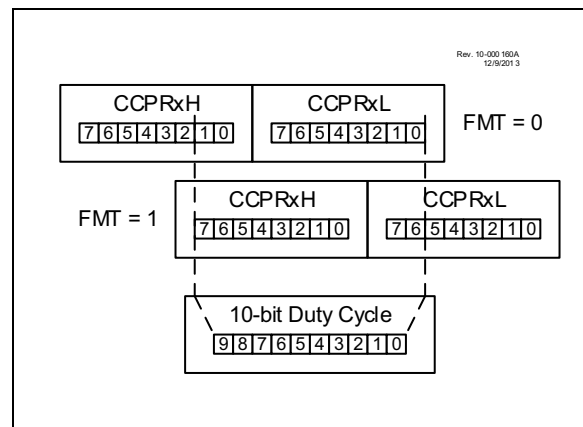 Rev. 10-000 160A
12/9/201 3
CCPRxH CCPRxL
7 6 5 4 3 2 1 0 7 6 5 4 3 2 1 0 FMT = 0
CCPRxH CCPRxL
FMT = 1 7 6 5 4 3 2 1 0 7 6 5 4 3 2 1 0
10-bit Duty Cycle
9 8 7 6 5 4 3 2 1 0